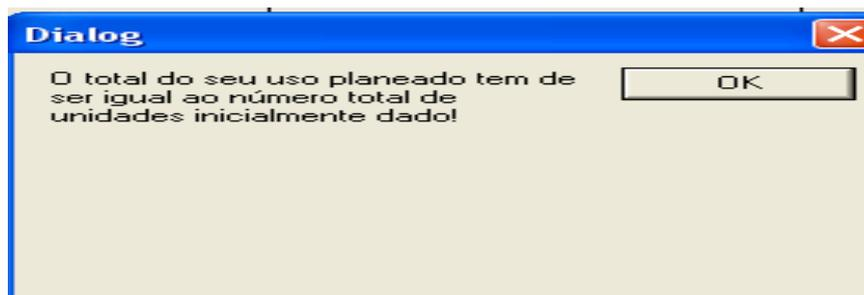 Dialog
O total do seu uso planeado tem de
ser igual ao número total de
unidades inicialmente dado!
OK